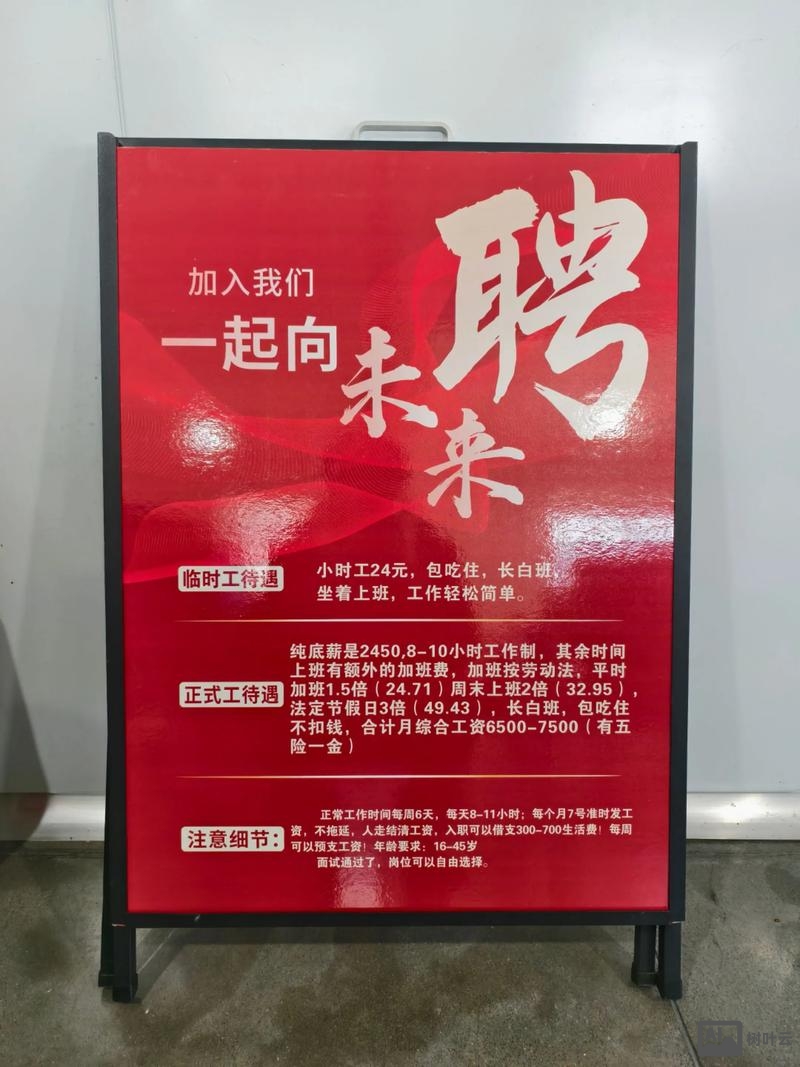 聘
加入我们
一起向
未来
临时工待遇
小时工24元，包吃住，长白班，
坐着上班，工作轻松简单。
正式工待遇
纯底薪是2450,8-10小时工作制，其余时间
上班有额外的加班费，加班按劳动法，平时
加班1.5倍（24.71）周末上班2倍（32.95），
法定节假日3倍（49.43），长白班，包吃住
不扣钱，合计月综合工资6500-7500（有五
险一金）
注意细节：
正常工作时间每周6天，每天8-11小时；每个月7号准时发工
资，不拖延，人走结清工资，入职可以借支300-700生活费！每周
可以预支工资！年龄要求：16-45岁
面试通过了，岗位可以自由选择。
树叶云